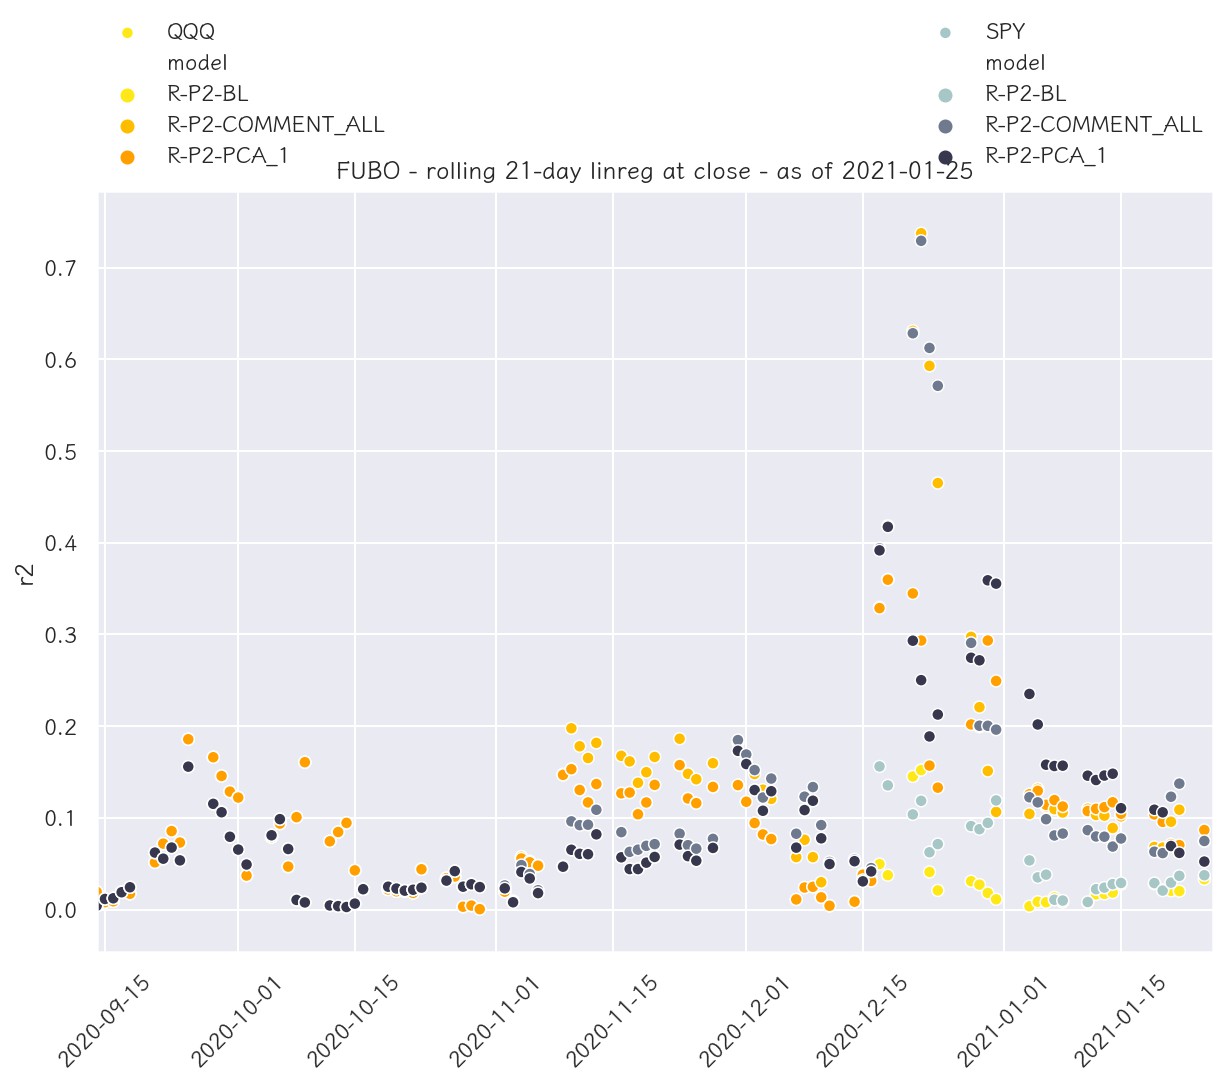 QQQ
model
R-P2-BL
R-P2-COMMENT_ALL
R-P2-PCA_1
SPY
model
R-P2-BL
R-P2-COMMENT_ALL
R-P2-PCA_1
FUBO - rolling 21-day linreg at close - as of 2021-01-25
r2
0.7
0.6
0.5
0.4
0.3
0.2
0.1
0.0
2020-09-15
2020-10-01
2020-10-15
2020-11-01
2020-11-15
2020-12-01
2020-12-15
2021-01-01
2021-01-15